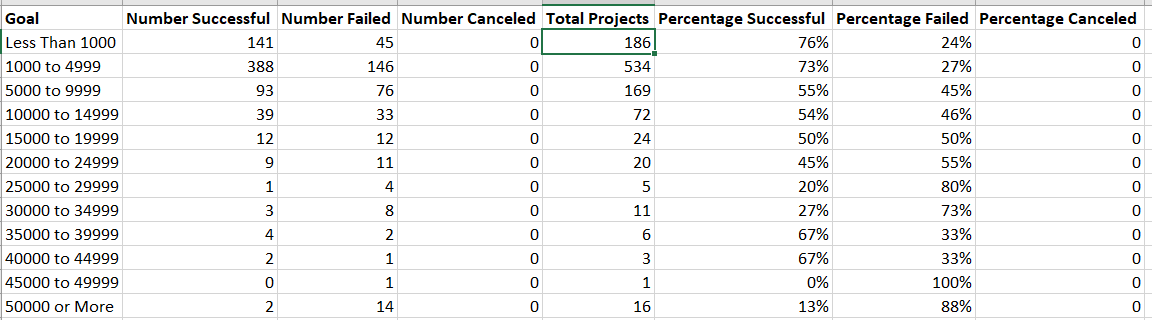 Goal Number Successful Number Failed Number Canceled Total Projects Percentage Successful Percentage Failed Percentage Canceled
Less Than 1000 141 45 0 186 76% 24% 0
1000 to 4999 388 146 0 534 73% 27% 0
5000 to 9999 93 76 0 169 55% 45% 0
10000 to 14999 39 33 0 72 54% 46% 0
15000 to 19999 12 12 0 24 50% 50% 0
20000 to 24999 9 11 0 20 45% 55% 0
25000 to 29999 1 4 0 5 20% 80% 0
30000 to 34999 3 8 0 11 27% 73% 0
35000 to 39999 4 2 0 6 67% 33% 0
40000 to 44999 2 1 0 3 67% 33% 0
45000 to 49999 0 1 0 1 0% 100% 0
50000 or More 2 14 0 16 13% 88% 0